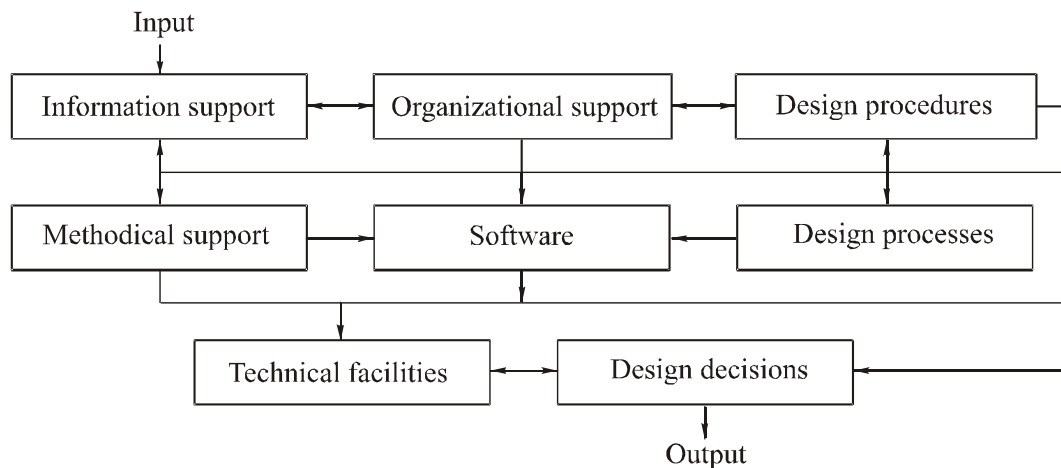 Input
Information support
Organizational support
Design procedures
Methodical support
Software
Design processes
Technical facilities
Design decisions
Output